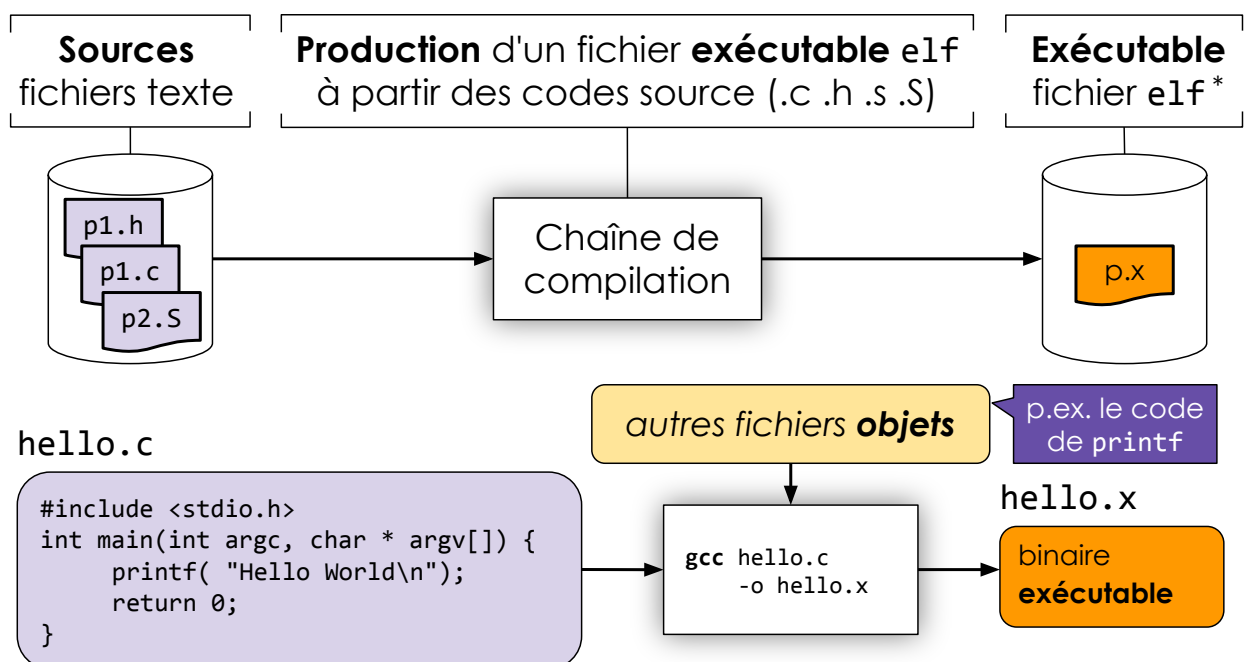 Sources
fichiers texte
Production d'un fichier exécutable elf
à partir des codes source (.c .h .s .S)
Exécutable
fichier elf*
p1.h
p1.c
p2.S
Chaîne de
compilation
p.x
autres fichiers objets
p.ex. le code
de printf
hello.c
#include <stdio.h>
int main(int argc, char * argv[]) {
     printf( "Hello World\n");
     return 0;
}
gcc hello.c
    -o hello.x
hello.x
binaire
exécutable